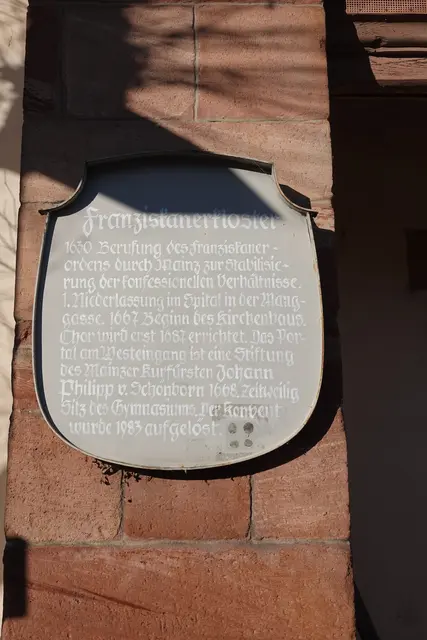 Franziskanerkloster
1630 Berufung des Franziskaner-
ordens durch Mainz zur Stabilisie-
rung der konfessionellen Verhältnisse.
1. Niederlassung im Spital in der Mang-
gasse. 1667 Beginn des Kirchenbaus.
Chor wird erst 1687 errichtet. Das Por-
tal am Westeingang ist eine Stiftung
des Mainzer Kurfürsten Johann
Philipp v. Schönborn 1668. Zeitweilig
Sitz des Gymnasiums. Der Konvent
wurde 1983 aufgelöst.